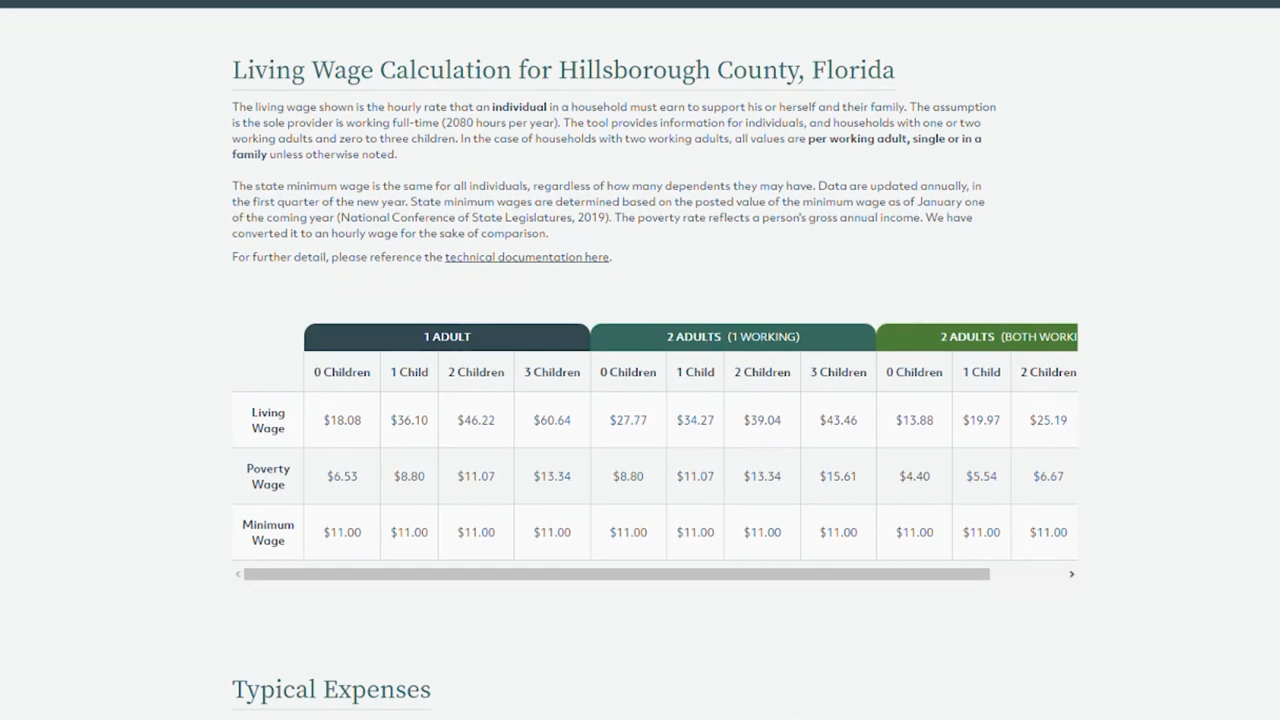 Living Wage Calculation for Hillsborough County, Florida
The living wage shown is the hourly rate that an individual in a household must earn to support his or herself and their family. The assumption
is the sole provider is working full-time (2080 hours per year). The tool provides information for individuals, and households with one or two
working adults and zero to three children. In the case of households with two working adults, all values are per working adult, single or in a
family unless otherwise noted.
The state minimum wage is the same for all individuals, regardless of how many dependents they may have. Data are updated annually, in
the first quarter of the new year. State minimum wages are determined based on the posted value of the minimum wage as of January one
of the coming year (National Conference of State Legislatures, 2019). The poverty rate reflects a person's gross annual income. We have
converted it to an hourly wage for the sake of comparison.
For further detail, please reference the technical documentation here.
1 ADULT 2 ADULTS (1 WORKING) 2 ADULTS (BOTH WORKI
0 Children 1 Child 2 Children 3 Children 0 Children 1 Child 2 Children 3 Children 0 Children 1 Child 2 Children
Living Wage $18.08 $36.10 $46.22 $60.64 $27.77 $34.27 $39.04 $43.46 $13.88 $19.97 $25.19
Poverty Wage $6.53 $8.80 $11.07 $13.34 $8.80 $11.07 $13.34 $15.61 $4.40 $5.54 $6.67
Minimum Wage $11.00 $11.00 $11.00 $11.00 $11.00 $11.00 $11.00 $11.00 $11.00 $11.00 $11.00
Typical Expenses